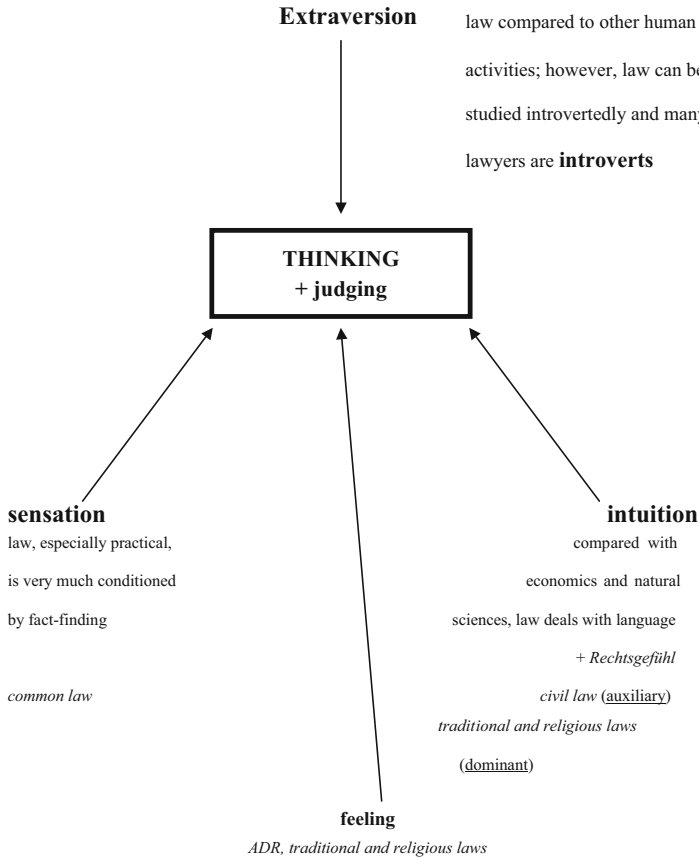 Extraversion
law compared to other human
activities; however, law can be
studied introvertedly and many
lawyers are introverts
THINKING
+ judging
sensation
law, especially practical,
is very much conditioned
by fact-finding
common law
intuition
compared with
economics and natural
sciences, law deals with language
+ Rechtsgefühl
civil law (auxiliary)
traditional and religious laws
(dominant)
feeling
ADR, traditional and religious laws